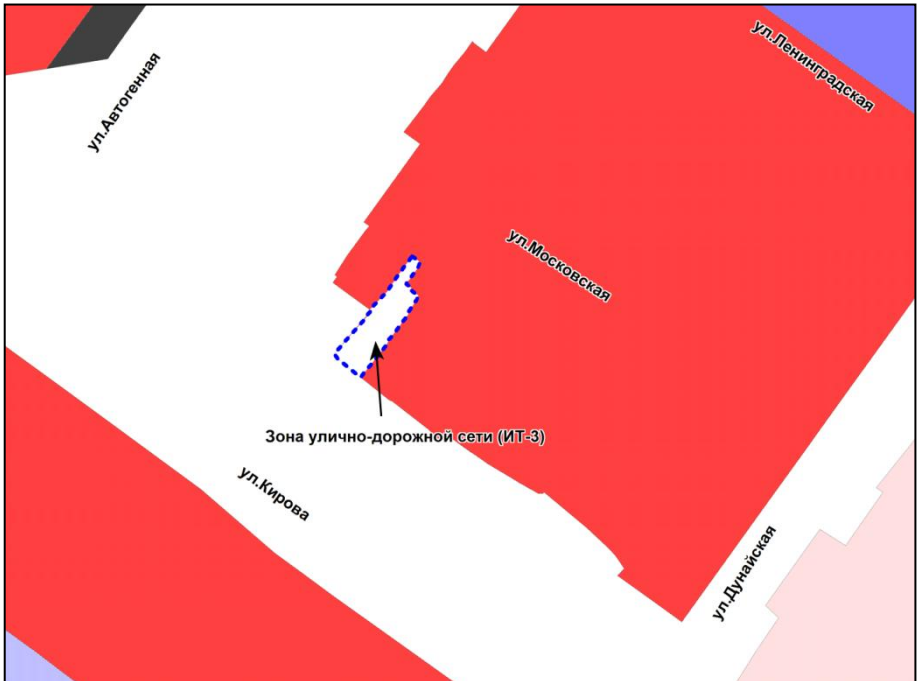 ул.Автогенная
ул.Ленинградская
ул.Московская
Зона улично-дорожной сети (ИТ-3)
ул.Кирова
ул.Дунайская